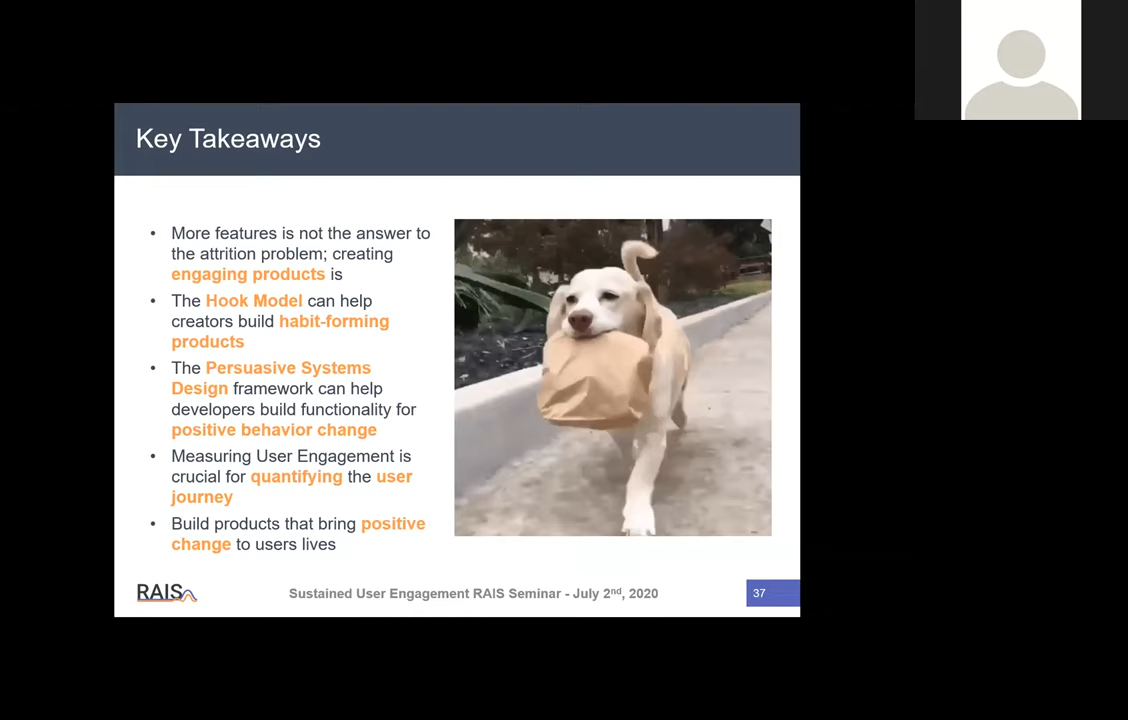 Key Takeaways
• More features is not the answer to
the attrition problem; creating
engaging products is
• The Hook Model can help
creators build habit-forming
products
• The Persuasive Systems
Design framework can help
developers build functionality for
positive behavior change
• Measuring User Engagement is
crucial for quantifying the user
journey
• Build products that bring positive
change to users lives
RAIS
Sustained User Engagement RAIS Seminar - July 2nd, 2020
37